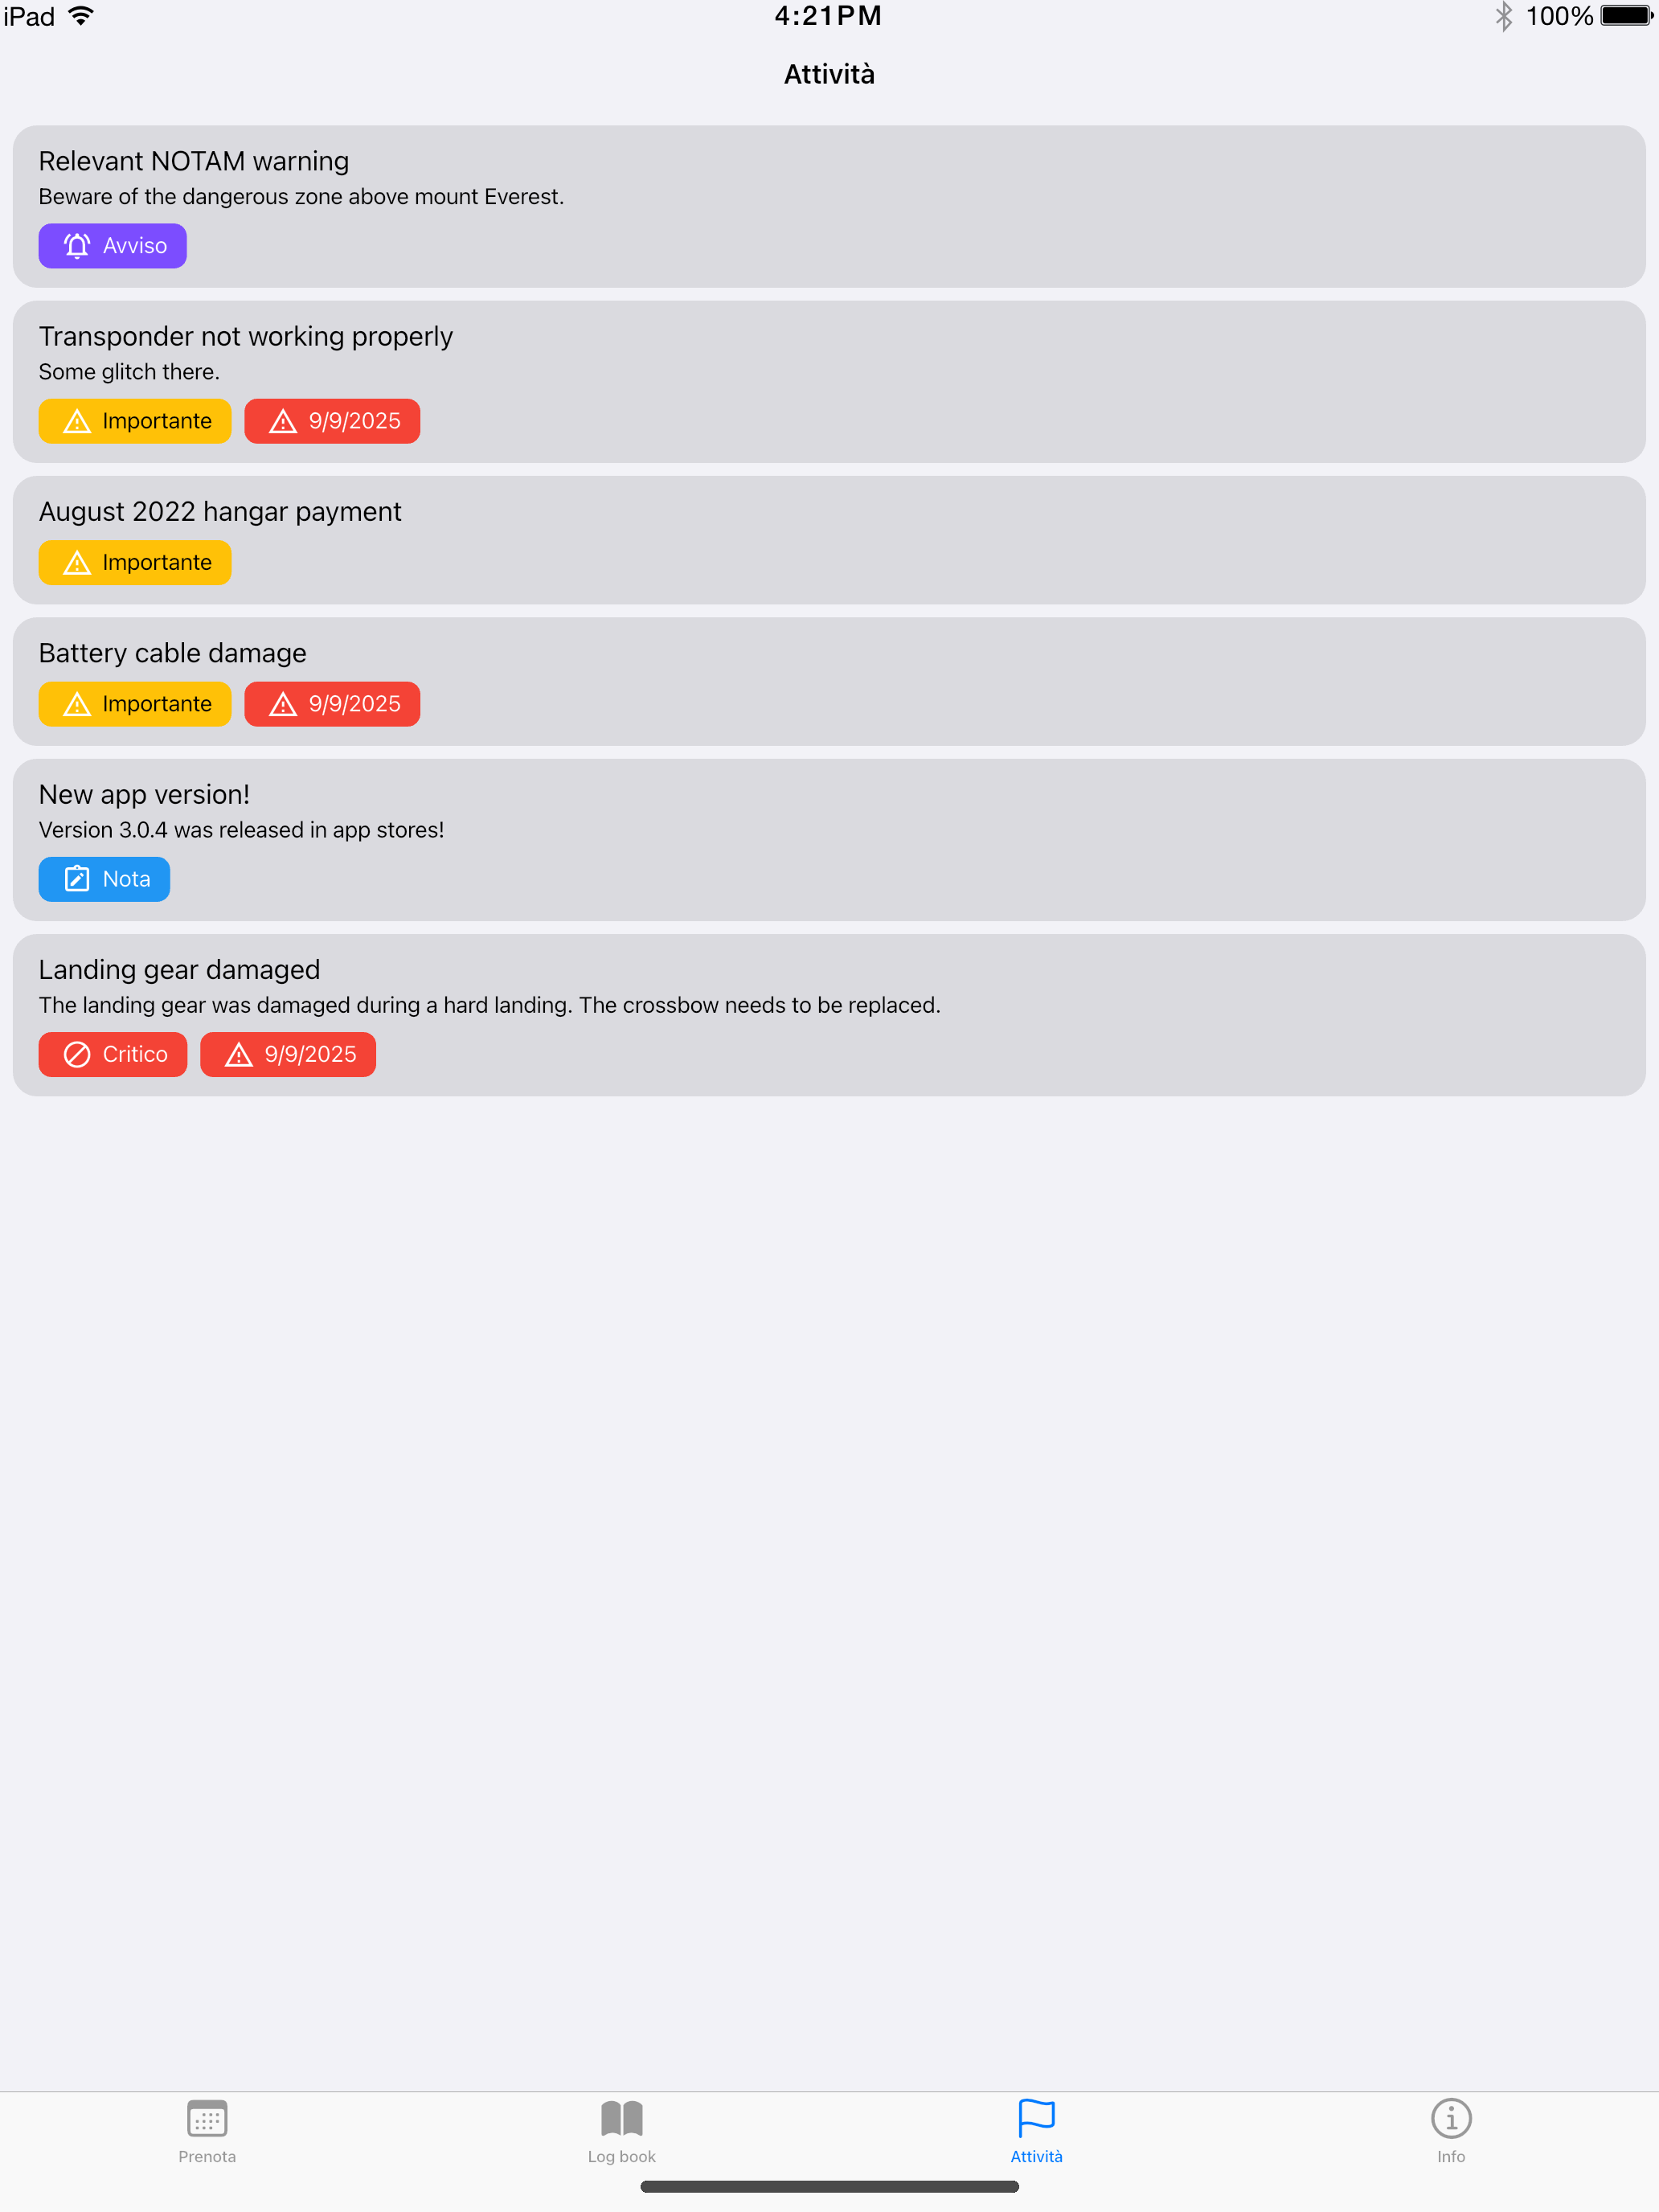 iPad 4:21PM 100%
Attività
Relevant NOTAM warning
Beware of the dangerous zone above mount Everest.
Avviso
Transponder not working properly
Some glitch there.
Importante 9/9/2025
August 2022 hangar payment
Importante
Battery cable damage
Importante 9/9/2025
New app version!
Version 3.0.4 was released in app stores!
Nota
Landing gear damaged
The landing gear was damaged during a hard landing. The crossbow needs to be replaced.
Critico 9/9/2025
Prenota Log book Attività Info